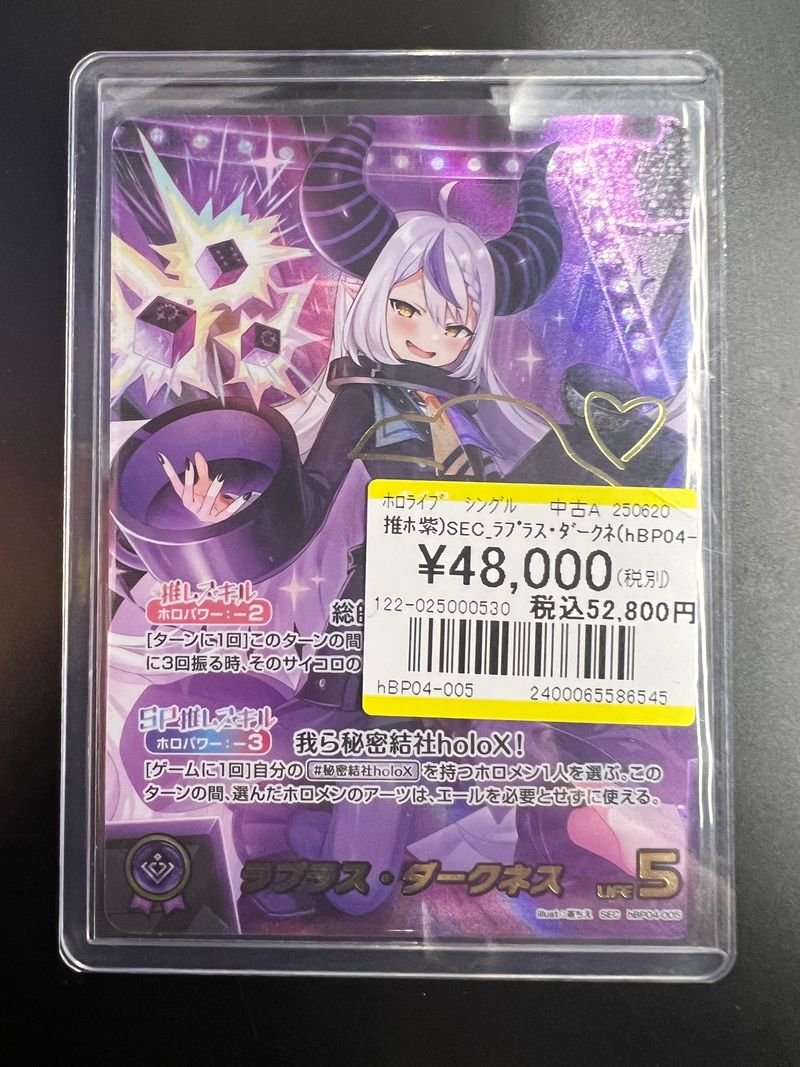 ホロライブ シングル 中古A 250620
推ホ紫)SEC_ラプラス・ダークネ(hBP04-
¥48,000(税別)
122-025000530 税込52,800円
hBP04-005 2400065586545
推しスキル
ホロパワー:-2
[ターンに1回]このターンの間
に3回振る時、そのサイコロの
SP推しスキル
ホロパワー:-3 我ら秘密結社holoX!
[ゲームに1回]自分の #秘密結社holoX を持つホロメン1人を選ぶ。この
ターンの間、選んだホロメンのアーツは、エールを必要とせずに使える。
ラプラス・ダークネス LIFE 5
illust:蒼ちえ SEC hBP04-005